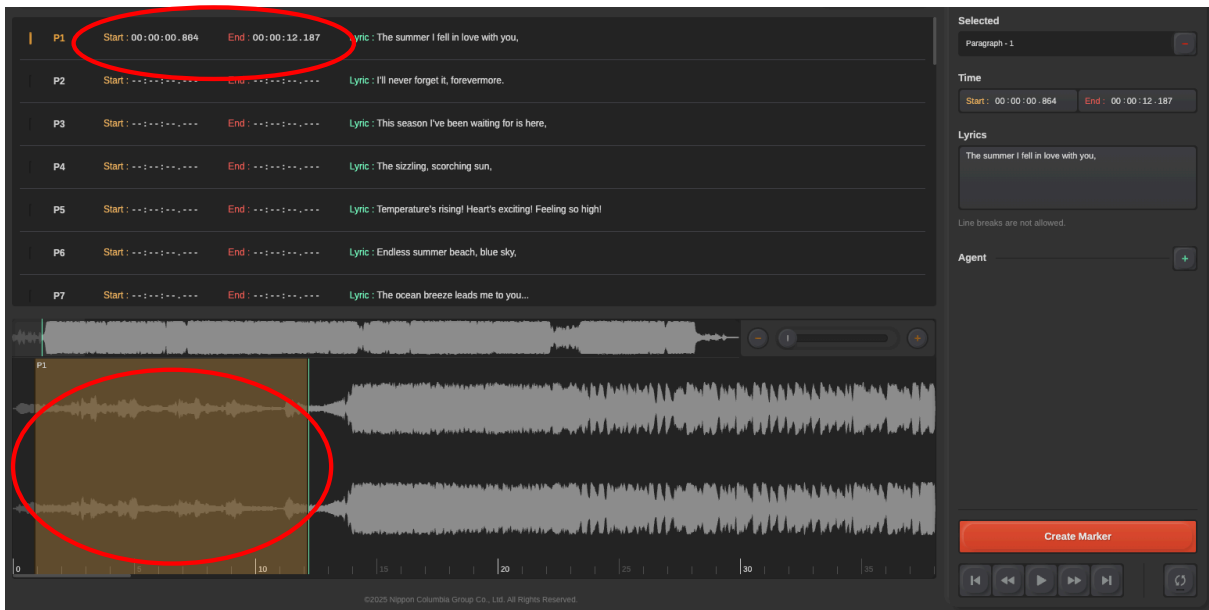 P1 Start : 00:00:00.864 End : 00:00:12.187 Lyric : The summer I fell in love with you,
P2 Start : --:--:--.--- End : --:--:--.--- Lyric : I'll never forget it, forevermore.
P3 Start : --:--:--.--- End : --:--:--.--- Lyric : This season I've been waiting for is here,
P4 Start : --:--:--.--- End : --:--:--.--- Lyric : The sizzling, scorching sun,
P5 Start : --:--:--.--- End : --:--:--.--- Lyric : Temperature's rising! Heart's exciting! Feeling so high!
P6 Start : --:--:--.--- End : --:--:--.--- Lyric : Endless summer beach, blue sky,
P7 Start : --:--:--.--- End : --:--:--.--- Lyric : The ocean breeze leads me to you...
P1
0 5 10 15 20 25 30 35
©2025 Nippon Columbia Group Co., Ltd. All Rights Reserved.
Selected
Paragraph - 1
Time
Start : 00 : 00 : 00 . 864 End : 00 : 00 : 12 . 187
Lyrics
The summer I fell in love with you,
Line breaks are not allowed.
Agent
Create Marker